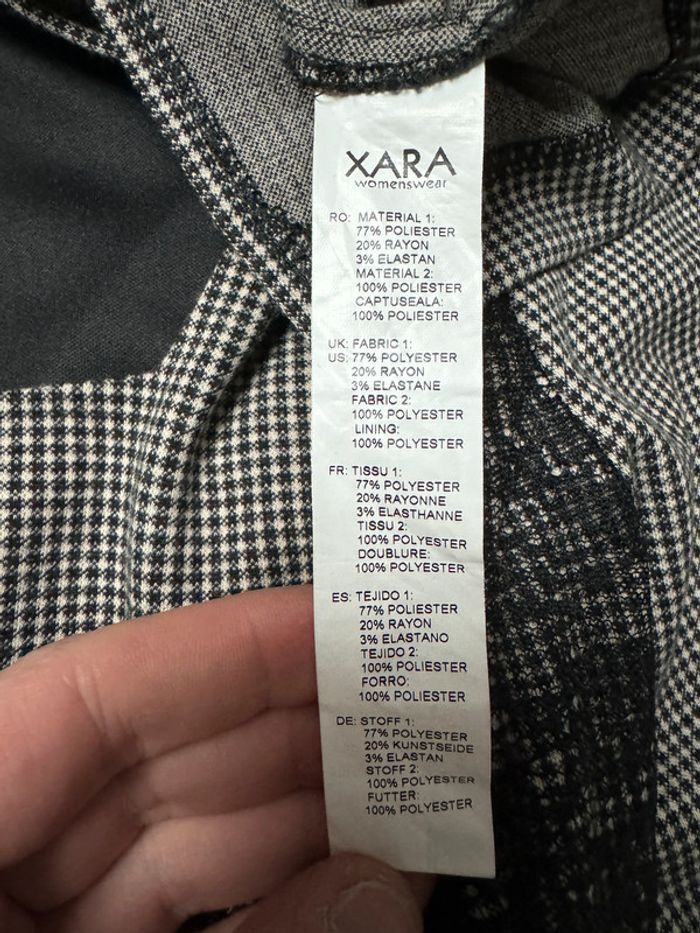 XARA
womenswear
RO: MATERIAL 1:
77% POLIESTER
20% RAYON
3% ELASTAN
MATERIAL 2:
100% POLIESTER
CAPTUSEALA:
100% POLIESTER
UK: FABRIC 1:
US: 77% POLYESTER
20% RAYON
3% ELASTANE
FABRIC 2:
100% POLYESTER
LINING:
100% POLYESTER
FR: TISSU 1:
77% POLYESTER
20% RAYONNE
3% ELASTHANNE
TISSU 2:
100% POLYESTER
DOUBLURE:
100% POLYESTER
ES: TEJIDO 1:
77% POLIESTER
20% RAYON
3% ELASTANO
TEJIDO 2:
100% POLIESTER
FORRO:
100% POLIESTER
DE: STOFF 1:
77% POLYESTER
20% KUNSTSEIDE
3% ELASTAN
STOFF 2:
100% POLYESTER
FUTTER:
100% POLYESTER